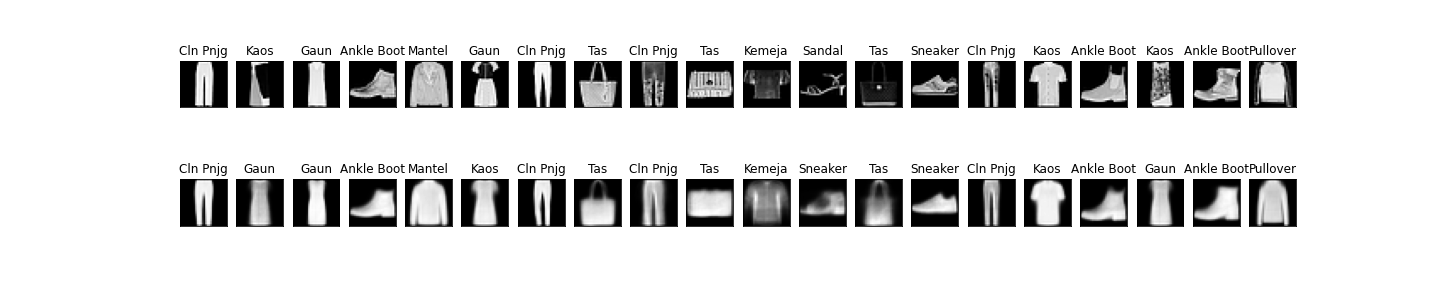 Cln Pnjg Kaos Gaun Ankle Boot Mantel Gaun Cln Pnjg Tas Cln Pnjg Tas Kemeja Sandal Tas Sneaker Cln Pnjg Kaos Ankle Boot Kaos Ankle Boot Pullover
Cln Pnjg Gaun Gaun Ankle Boot Mantel Kaos Cln Pnjg Tas Cln Pnjg Tas Kemeja Sneaker Tas Sneaker Cln Pnjg Kaos Ankle Boot Gaun Ankle Boot Pullover